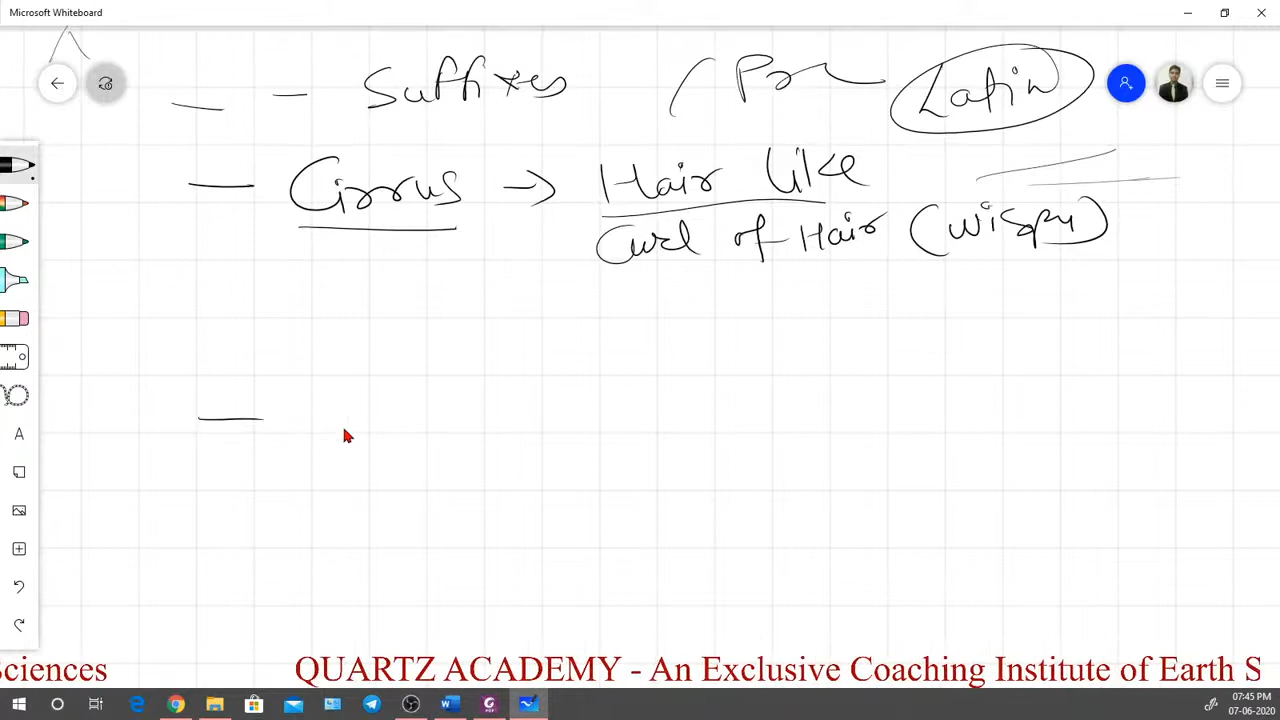 Microsoft Whiteboard
- - Suffixes ( Pr Latin
- Cirrus → Hair like
Curl of Hair (wispy)
-
A
Sciences QUARTZ ACADEMY - An Exclusive Coaching Institute of Earth S
07:45 PM
07-06-2020